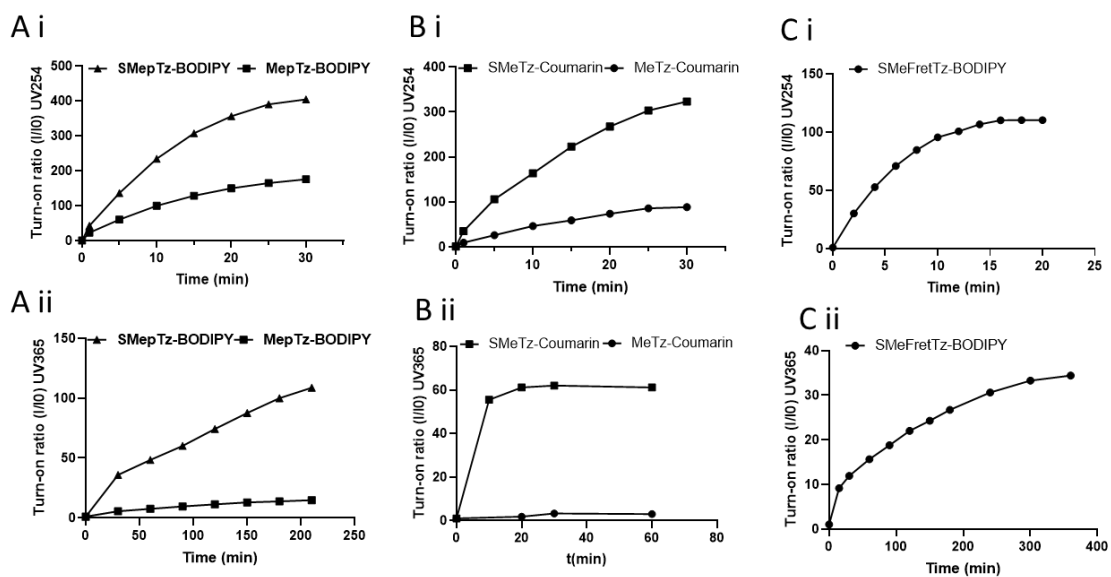 A i
SMepTz-BODIPY MepTz-BODIPY
Turn-on ratio (I/I0) UV254
500
400
300
200
100
0
0 10 20 30
Time (min)
B i
SMeTz-Coumarin MeTz-Coumarin
Turn-on ratio (I/I0) UV254
400
300
200
100
0
0 10 20 30
Time (min)
C i
SMeFretTz-BODIPY
Turn-on ratio (I/I0) UV254
150
100
50
0
0 5 10 15 20 25
Time (min)
A ii
SMepTz-BODIPY MepTz-BODIPY
Turn-on ratio (I/I0) UV365
150
100
50
0
0 50 100 150 200 250
Time (min)
B ii
SMeTz-Coumarin MeTz-Coumarin
Turn-on ratio (I/I0) UV365
80
60
40
20
0
0 20 40 60 80
t(min)
C ii
SMeFretTz-BODIPY
Turn-on ratio (I/I0) UV365
40
30
20
10
0
0 100 200 300 400
Time (min)